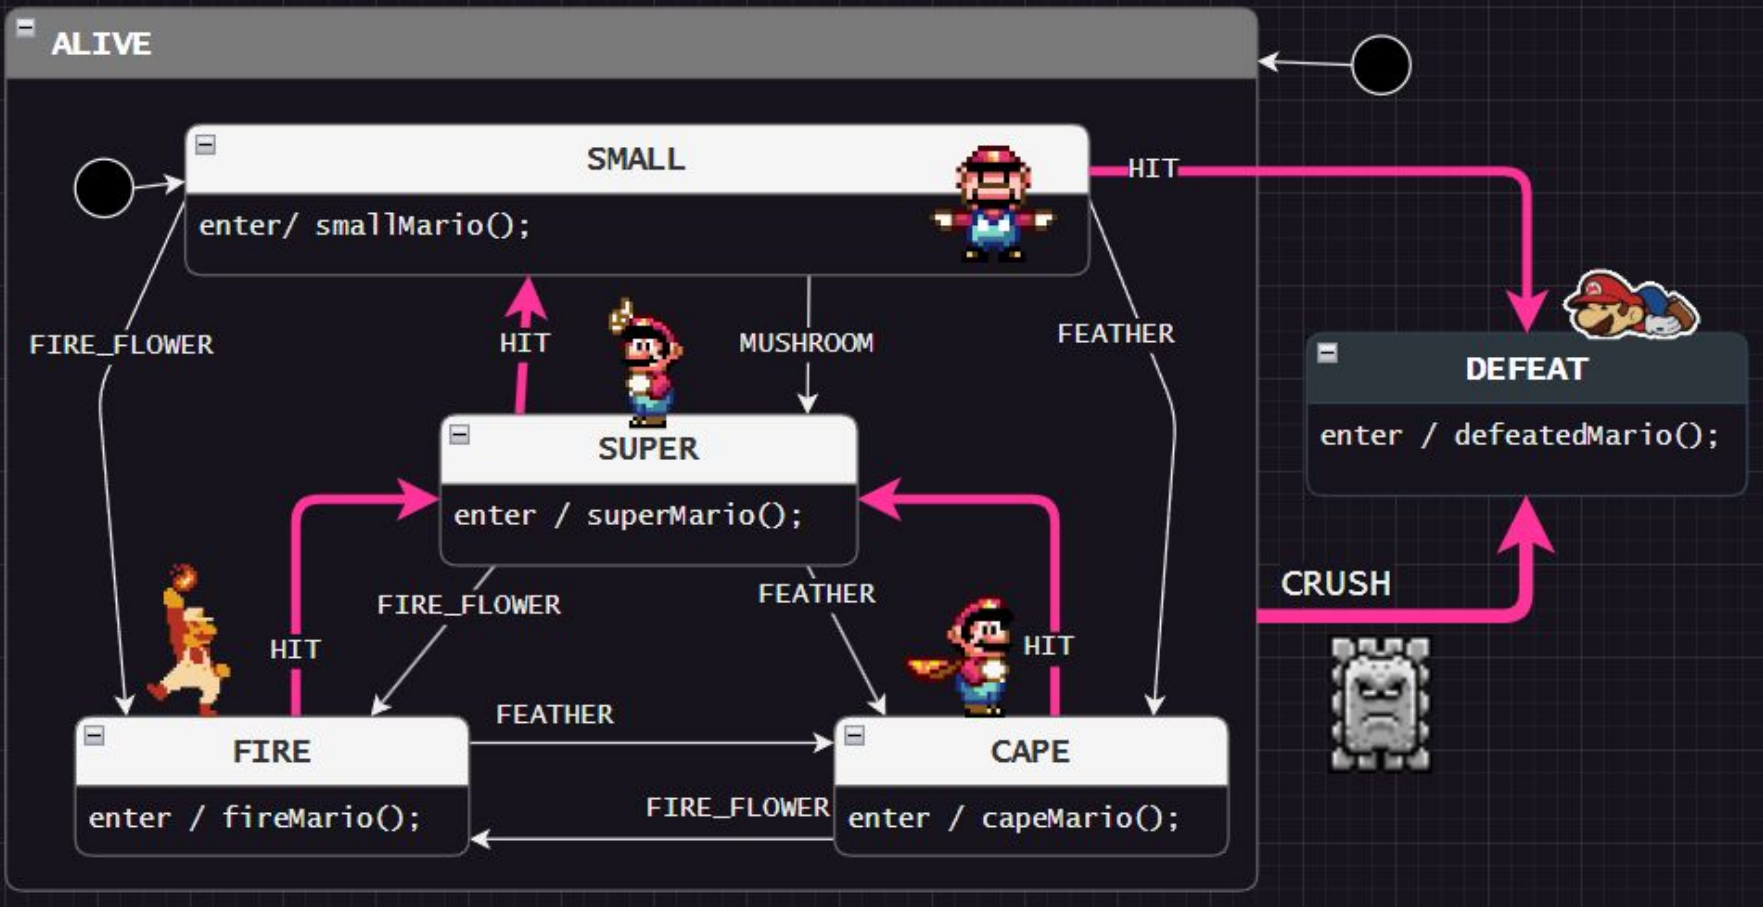 ALIVE
SMALL
enter/ smallMario();
HIT
FIRE_FLOWER
HIT
MUSHROOM
FEATHER
DEFEAT
enter / defeatedMario();
SUPER
enter / superMario();
FIRE_FLOWER
FEATHER
CRUSH
HIT
HIT
FEATHER
FIRE
enter / fireMario();
FIRE_FLOWER
CAPE
enter / capeMario();